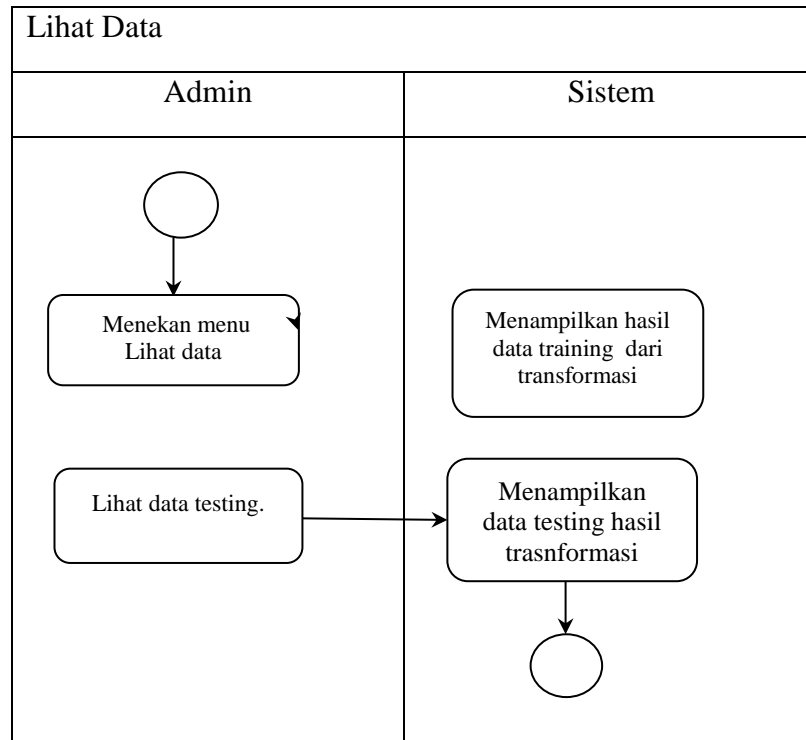 Lihat Data
Admin
Sistem
Menekan menu
Lihat data
Menampilkan hasil
data training dari
transformasi
Lihat data testing.
Menampilkan
data testing hasil
trasnformasi